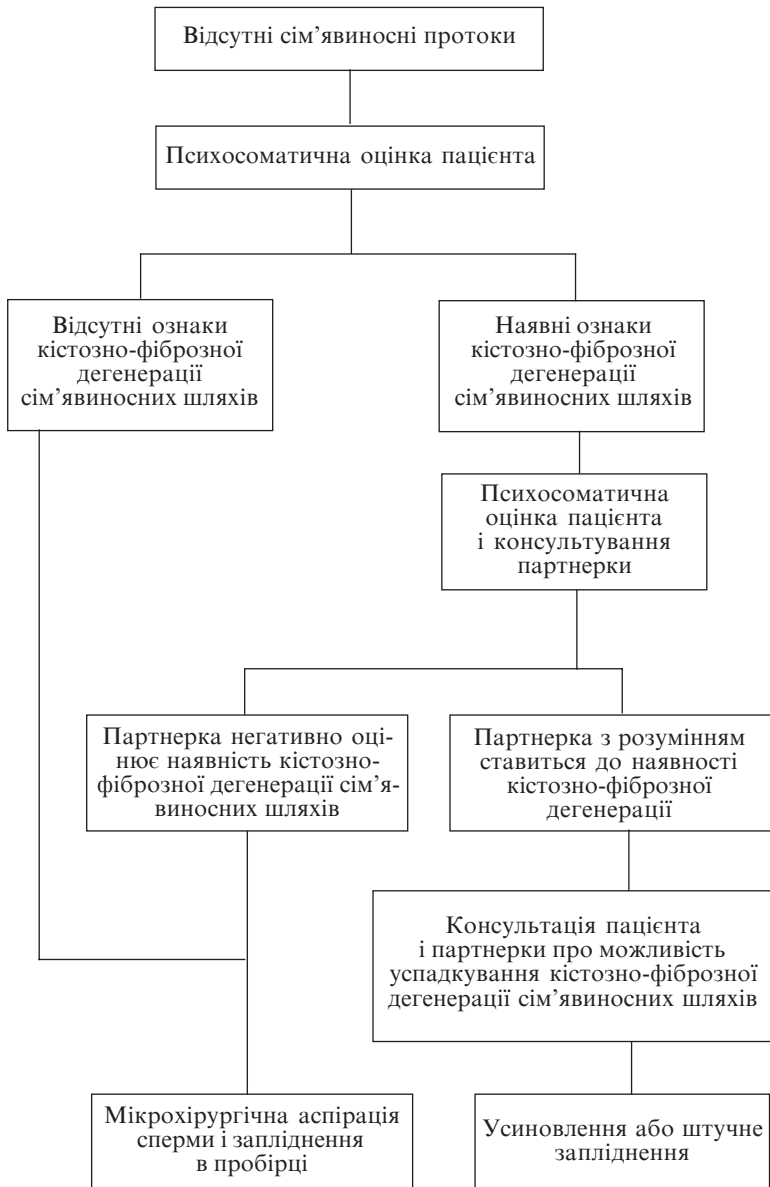 Відсутні сім’явиносні протоки
Психосоматична оцінка пацієнта
Відсутні ознаки
кістозно-фіброзної
дегенерації
сім’явиносних шляхів
Наявні ознаки
кістозно-фіброзної
дегенерації
сім’явиносних шляхів
Психосоматична
оцінка пацієнта
і консультування
партнерки
Партнерка негативно оці-
нює наявність кістозно-
фіброзної дегенерації сім’я-
виносних шляхів
Партнерка з розумінням
ставиться до наявності
кістозно-фіброзної
дегенерації
Консультація пацієнта
і партнерки про можливість
успадкування кістозно-фіброзної
дегенерації сім’явиносних шляхів
Мікрохірургічна аспірація
сперми і запліднення
в пробірці
Усиновлення або штучне
запліднення